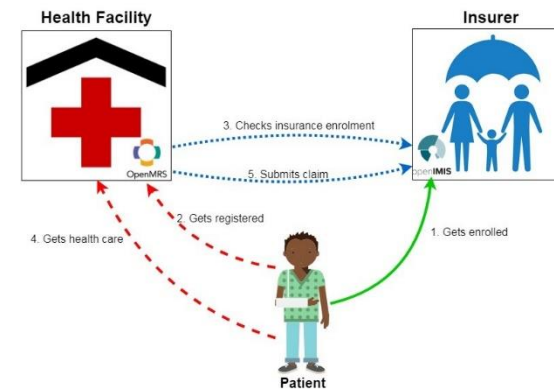 Health Facility
Insurer
3. Checks insurance enrolment
OpenMRS
5. Submits claim
openIMIS
2. Gets registered
4. Gets health care
1. Gets enrolled
Patient